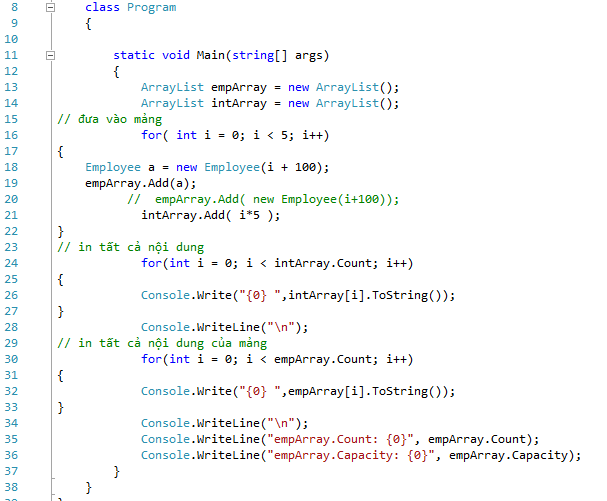 8 class Program
9 {
10
11 static void Main(string[] args)
12 {
13 ArrayList empArray = new ArrayList();
14 ArrayList intArray = new ArrayList();
15 // đưa vào mảng
16 for( int i = 0; i < 5; i++)
17 {
18 Employee a = new Employee(i + 100);
19 empArray.Add(a);
20 // empArray.Add( new Employee(i+100));
21 intArray.Add( i*5 );
22 }
23 // in tất cả nội dung
24 for(int i = 0; i < intArray.Count; i++)
25 {
26 Console.Write("{0} ",intArray[i].ToString());
27 }
28 Console.WriteLine("\n");
29 // in tất cả nội dung của mảng
30 for(int i = 0; i < empArray.Count; i++)
31 {
32 Console.Write("{0} ",empArray[i].ToString());
33 }
34 Console.WriteLine("\n");
35 Console.WriteLine("empArray.Count: {0}", empArray.Count);
36 Console.WriteLine("empArray.Capacity: {0}", empArray.Capacity);
37 }
38 }